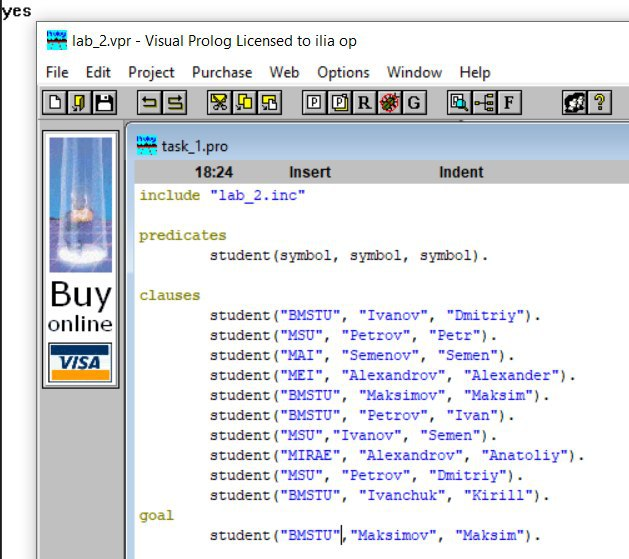 yes
lab_2.vpr - Visual Prolog Licensed to ilia op
File Edit Project Purchase Web Options Window Help
P P R G F ?
task_1.pro
18:24 Insert Indent
include "lab_2.inc"
predicates
student(symbol, symbol, symbol).
clauses
student("BMSTU", "Ivanov", "Dmitriy").
student("MSU", "Petrov", "Petr").
student("MAI", "Semenov", "Semen").
student("MEI", "Alexandrov", "Alexander").
student("BMSTU", "Maksimov", "Maksim").
student("BMSTU", "Petrov", "Ivan").
student("MSU","Ivanov", "Semen").
student("MIRAE", "Alexandrov", "Anatoliy").
student("MSU", "Petrov", "Dmitriy").
student("BMSTU", "Ivanchuk", "Kirill").
goal
student("BMSTU","Maksimov", "Maksim").
Buy
online
VISA